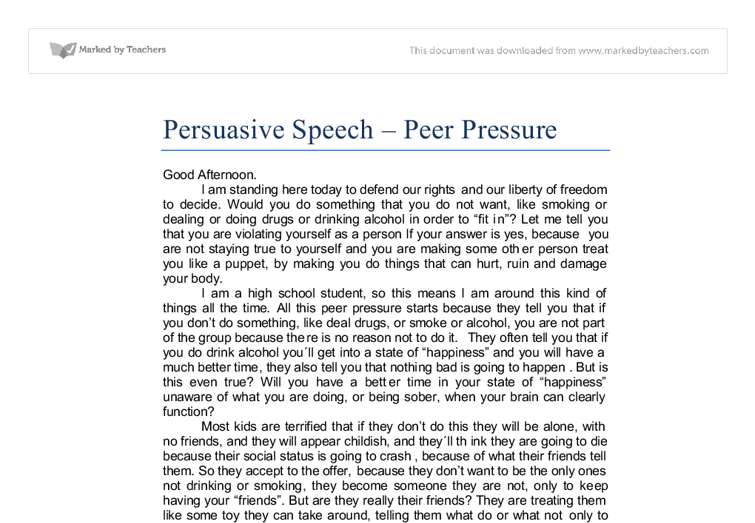 Marked by Teachers
This document was downloaded from www.markedbyteachers.com
Persuasive Speech – Peer Pressure
Good Afternoon.
I am standing here today to defend our rights and our liberty of freedom
to decide. Would you do something that you do not want, like smoking or
dealing or doing drugs or drinking alcohol in order to “fit in”? Let me tell you
that you are violating yourself as a person If your answer is yes, because you
are not staying true to yourself and you are making some other person treat
you like a puppet, by making you do things that can hurt, ruin and damage
your body.
I am a high school student, so this means I am around this kind of
things all the time. All this peer pressure starts because they tell you that if
you don’t do something, like deal drugs, or smoke or alcohol, you are not part
of the group because there is no reason not to do it. They often tell you that if
you do drink alcohol you´ll get into a state of “happiness” and you will have a
much better time, they also tell you that nothing bad is going to happen . But is
this even true? Will you have a better time in your state of “happiness”
unaware of what you are doing, or being sober, when your brain can clearly
function?
Most kids are terrified that if they don’t do this they will be alone, with
no friends, and they will appear childish, and they´ll think they are going to die
because their social status is going to crash , because of what their friends tell
them. So they accept to the offer, because they don’t want to be the only ones
not drinking or smoking, they become someone they are not, only to keep
having your “friends”. But are they really their friends? They are treating them
like some toy they can take around, telling them what do or what not only to